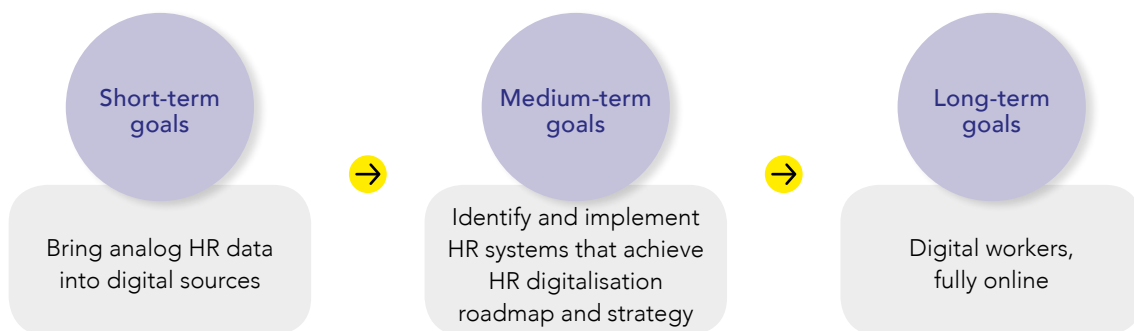 Short-term
goals
Bring analog HR data
into digital sources
Medium-term
goals
Identify and implement
HR systems that achieve
HR digitalisation
roadmap and strategy
Long-term
goals
Digital workers,
fully online